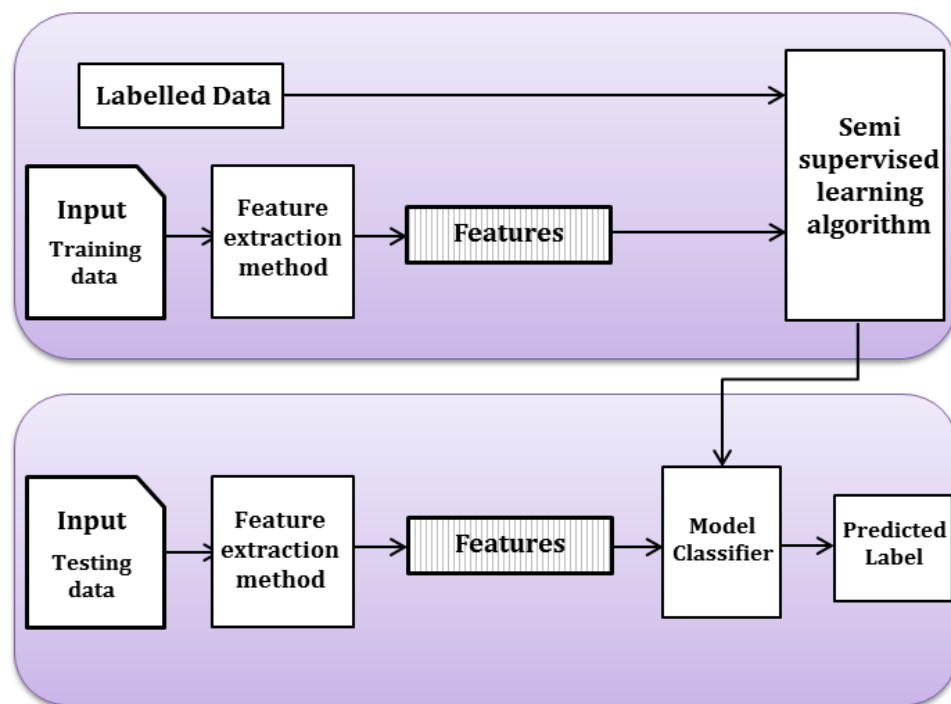 Labelled Data
Semi
supervised
learning
algorithm
Input
Training
data
Feature
extraction
method
Features
Input
Testing
data
Feature
extraction
method
Features
Model
Classifier
Predicted
Label